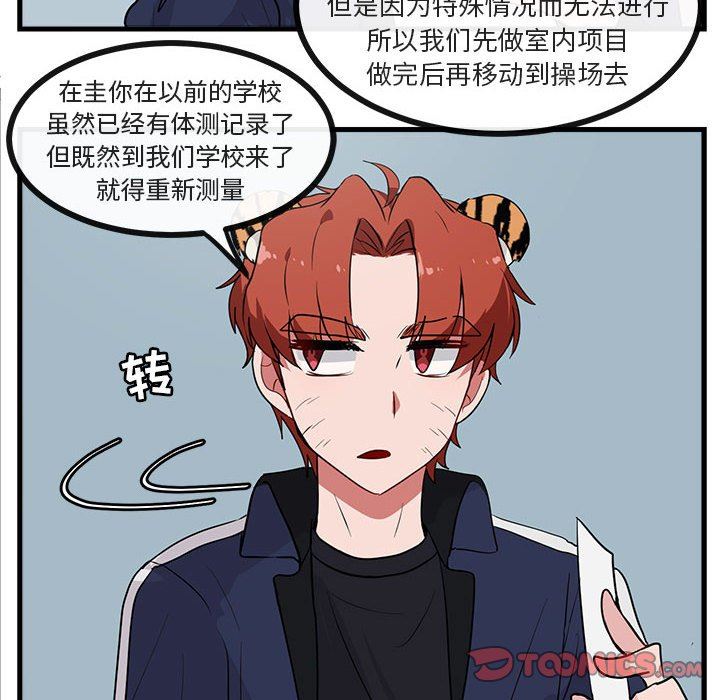 但是因为特殊情况而无法进行
所以我们先做室内项目
做完后再移动到操场去
在圭你在以前的学校
虽然已经有体测记录了
但既然到我们学校来了
就得重新测量
转
TOOMICS.COM